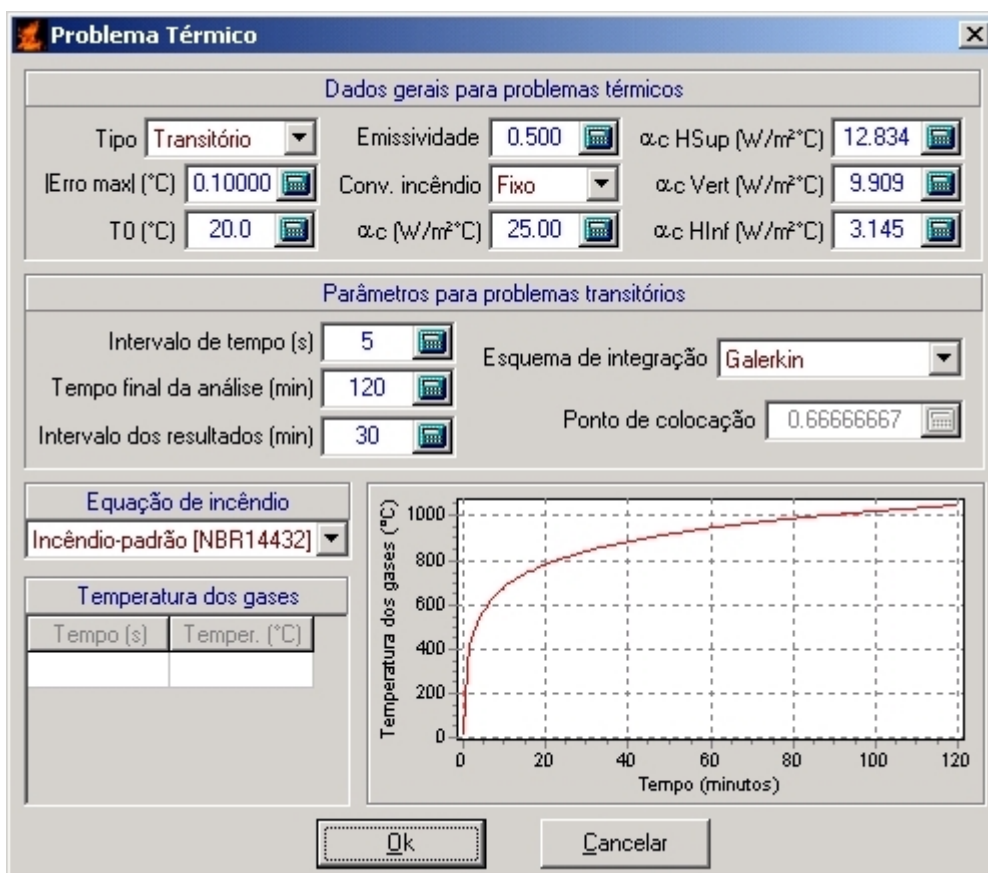 Problema Térmico
Dados gerais para problemas térmicos
Tipo Transitório Emissividade 0.500 αc HSup (W/m²°C) 12.834
|Erro max| (°C) 0.10000 Conv. incêndio Fixo αc Vert (W/m²°C) 9.909
T0 (°C) 20.0 αc (W/m²°C) 25.00 αc HInf (W/m²°C) 3.145
Parâmetros para problemas transitórios
Intervalo de tempo (s) 5
Esquema de integração Galerkin
Tempo final da análise (min) 120
Ponto de colocação 0.66666667
Intervalo dos resultados (min) 30
Equação de incêndio
Incêndio-padrão [NBR14432]
Temperatura dos gases
Tempo (s) Temper. (°C)
Temperatura dos gases (°C)
1000
800
600
400
200
0
0 20 40 60 80 100 120
Tempo (minutos)
Ok Cancelar